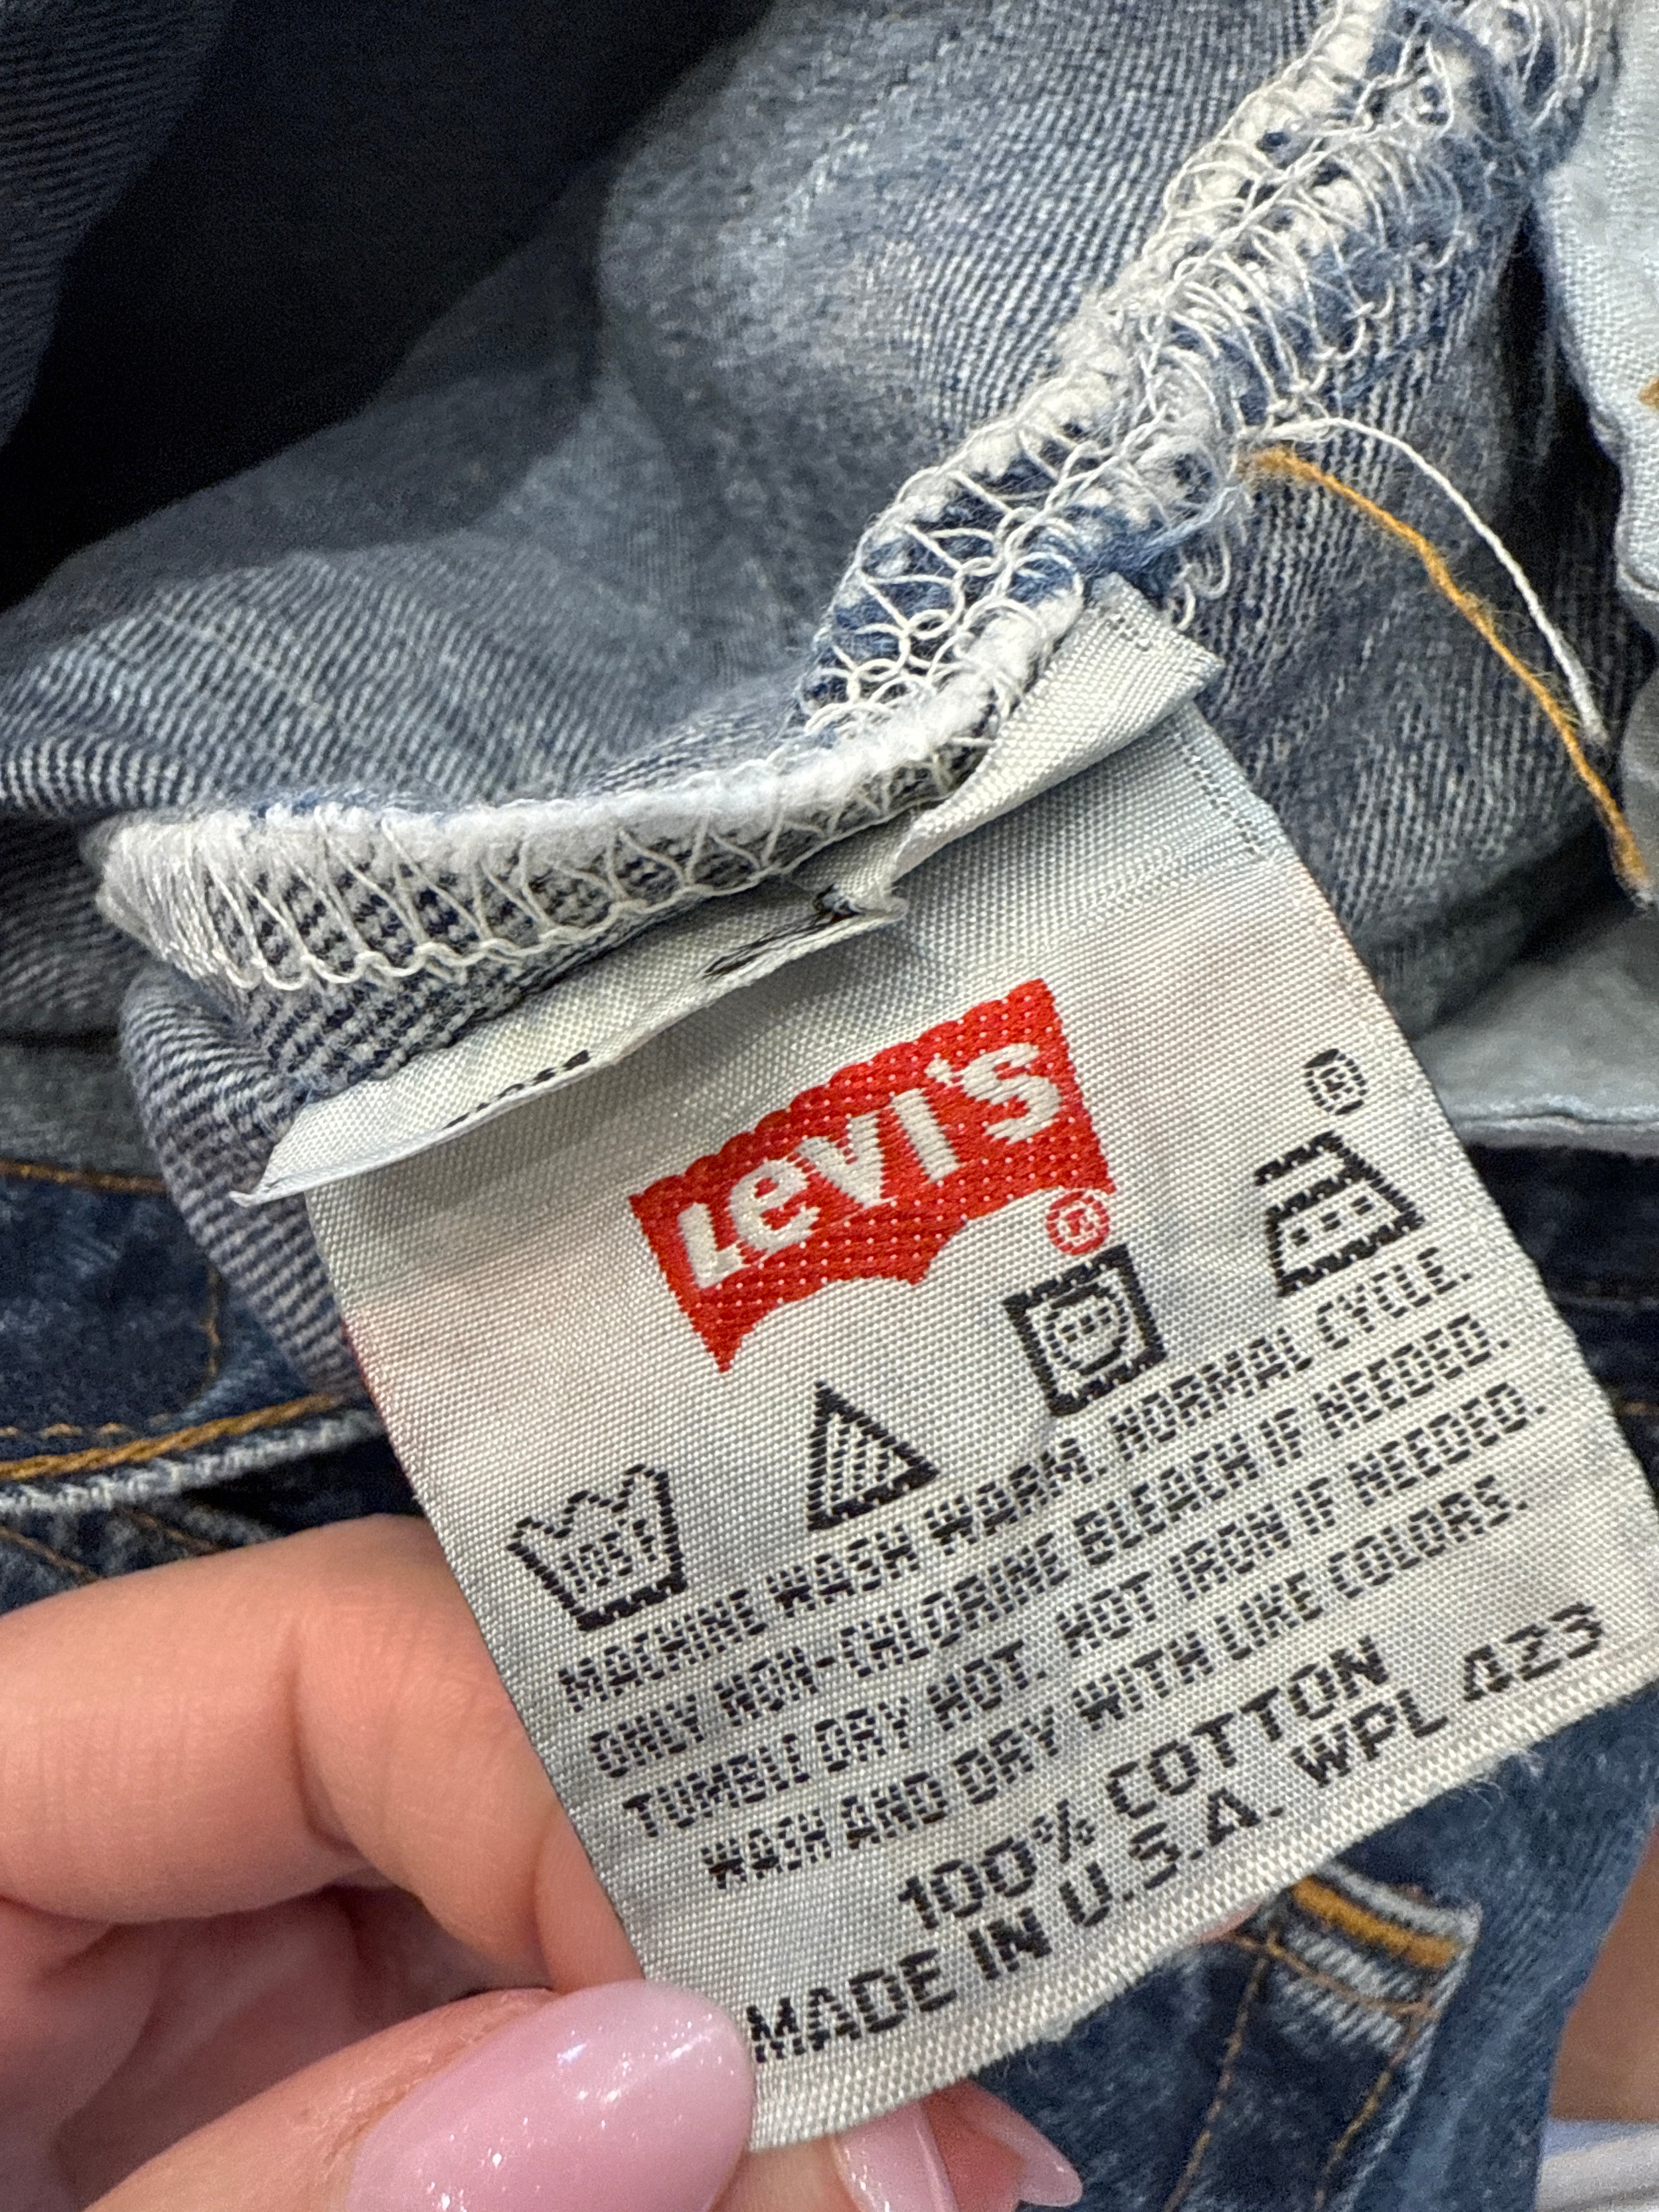 Levi's
®
®
105F
MACHINE WASH WARM, NORMAL CYCLE.
ONLY NON-CHLORINE BLEACH IF NEEDED.
TUMBLE DRY HOT. HOT IRON IF NEEDED.
WASH AND DRY WITH LIKE COLORS.
100% COTTON
MADE IN U.S.A. WPL 423